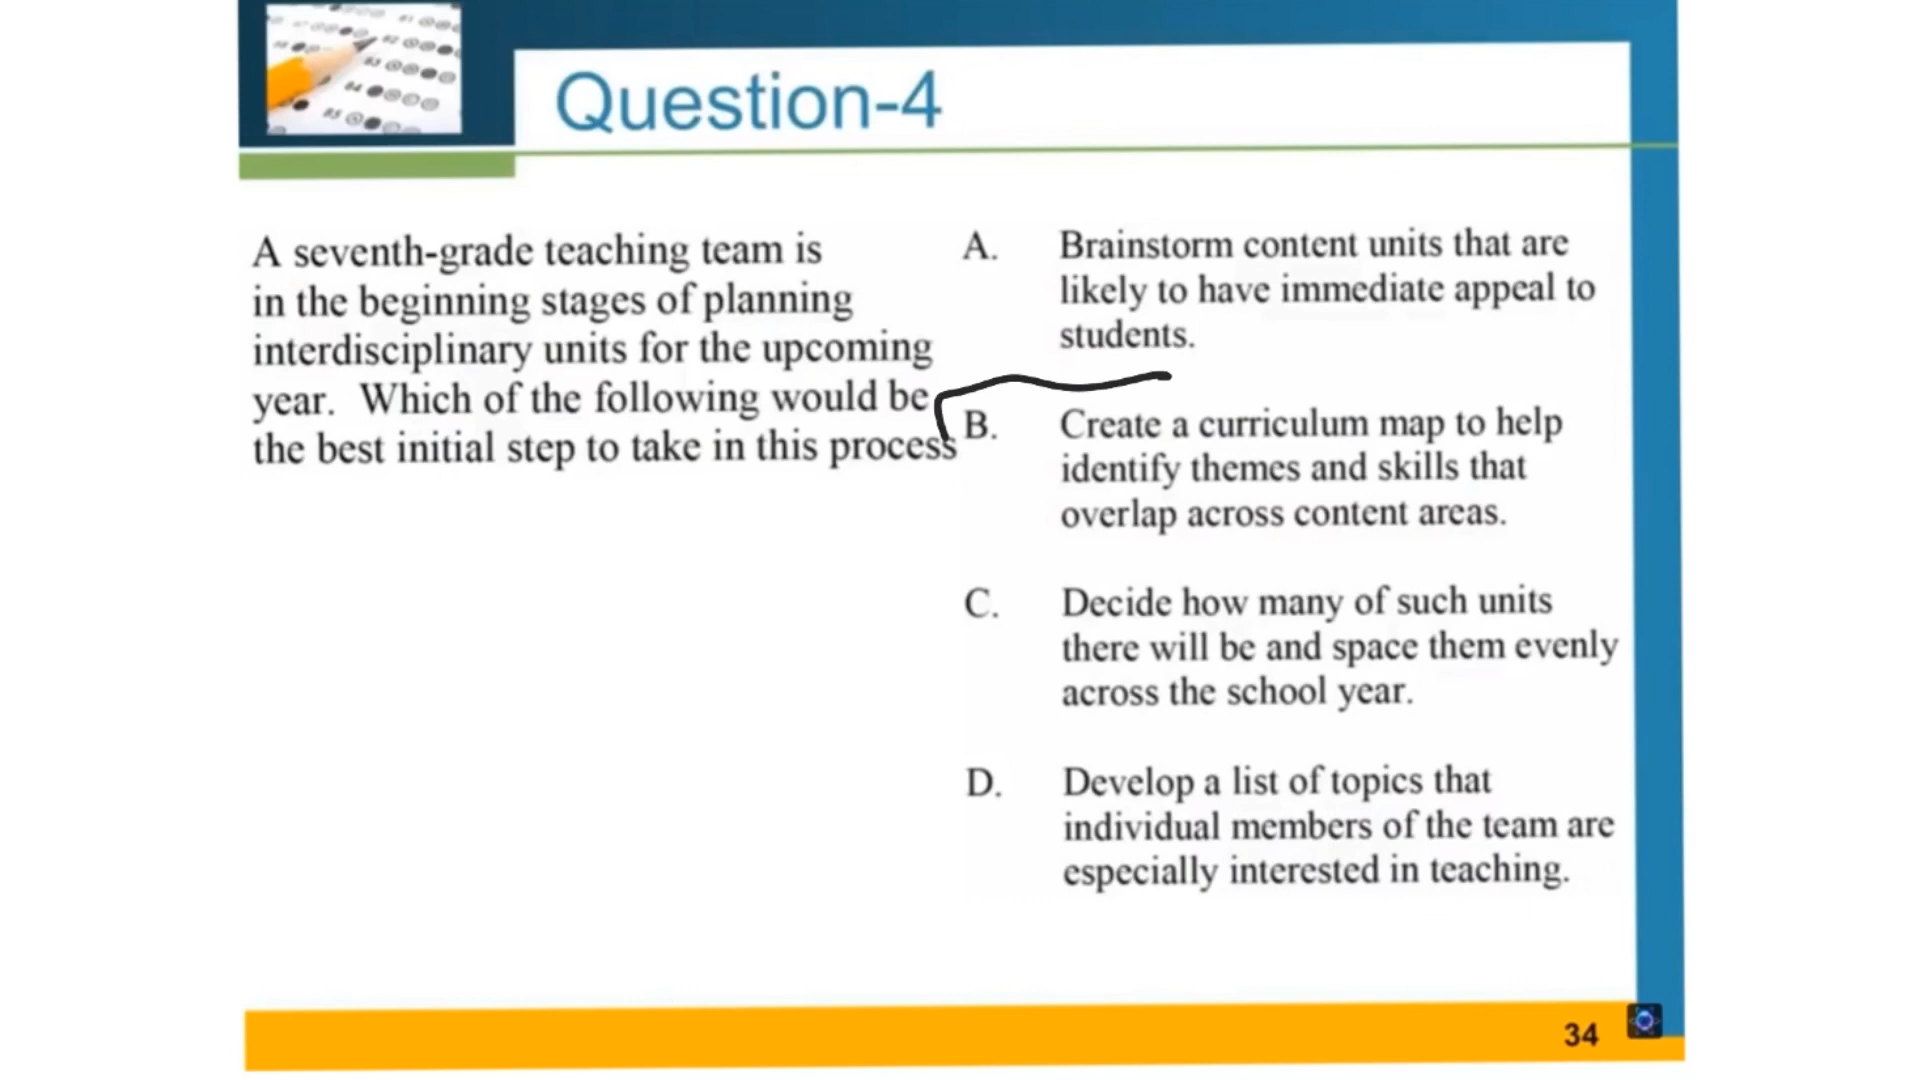 Question-4
A seventh-grade teaching team is
in the beginning stages of planning
interdisciplinary units for the upcoming
year. Which of the following would be
the best initial step to take in this process
A. Brainstorm content units that are
likely to have immediate appeal to
students.
B. Create a curriculum map to help
identify themes and skills that
overlap across content areas.
C. Decide how many of such units
there will be and space them evenly
across the school year.
D. Develop a list of topics that
individual members of the team are
especially interested in teaching.
34